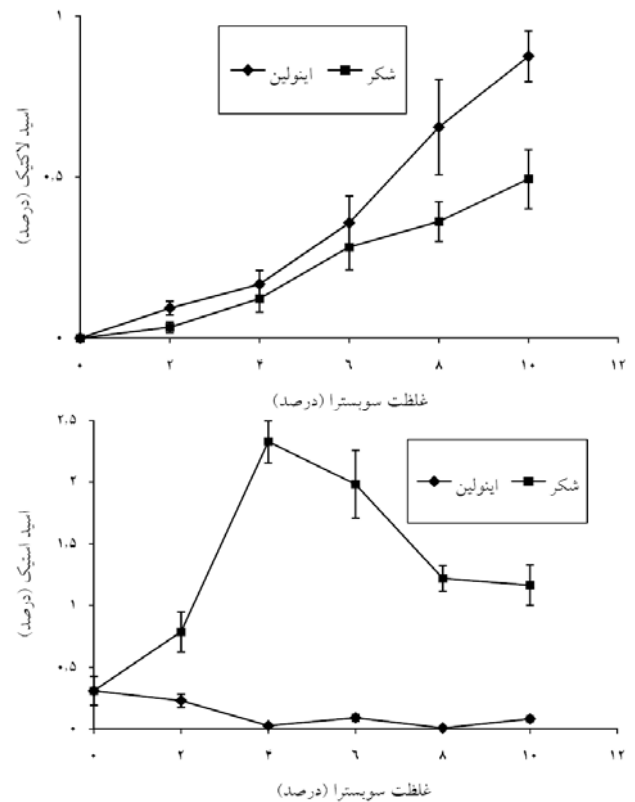 ۱
اینولین شکر
اسید لاکتیک (درصد)
۰.۵
۰
۰ ۲ ۴ ۶ ۸ ۱۰ ۱۲
غلظت سوبسترا (درصد)
۲.۵
اینولین شکر
۲
اسید استیک (درصد)
۱.۵
۱
۰.۵
۰
۰ ۲ ۴ ۶ ۸ ۱۰ ۱۲
غلظت سوبسترا (درصد)